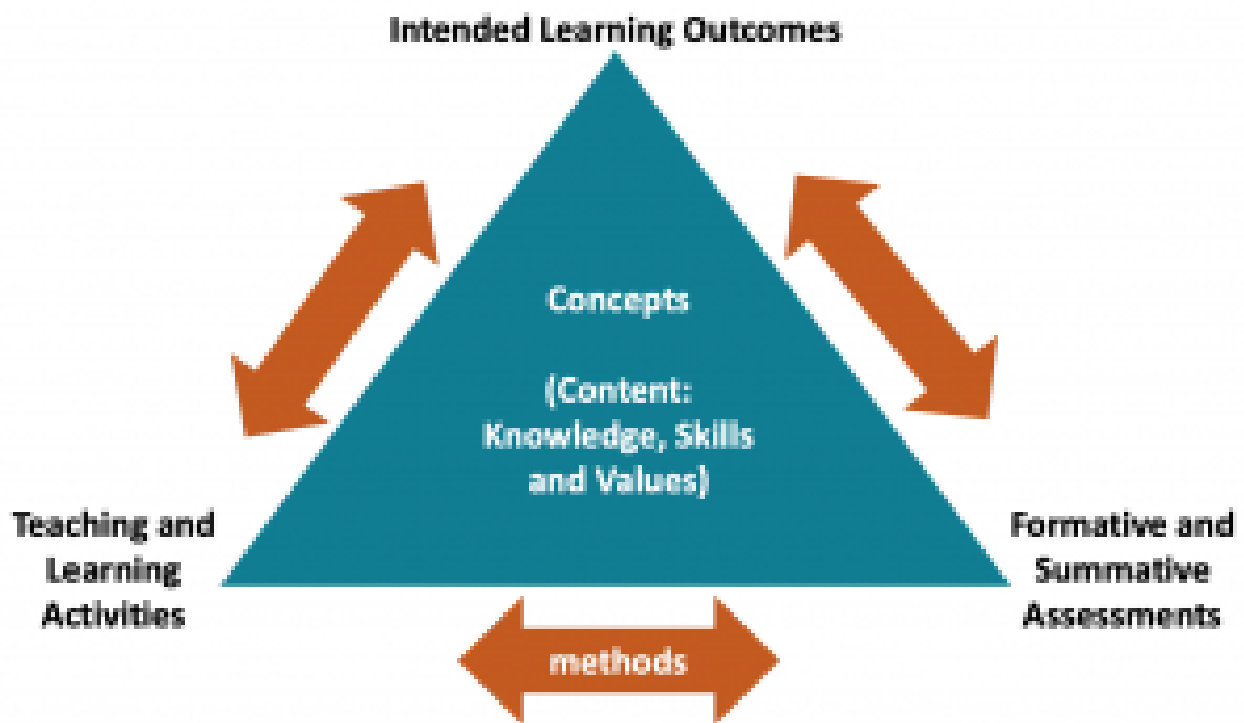 Intended Learning Outcomes
Concepts
(Content:
Knowledge, Skills
and Values)
Teaching and
Learning
Activities
Formative and
Summative
Assessments
methods